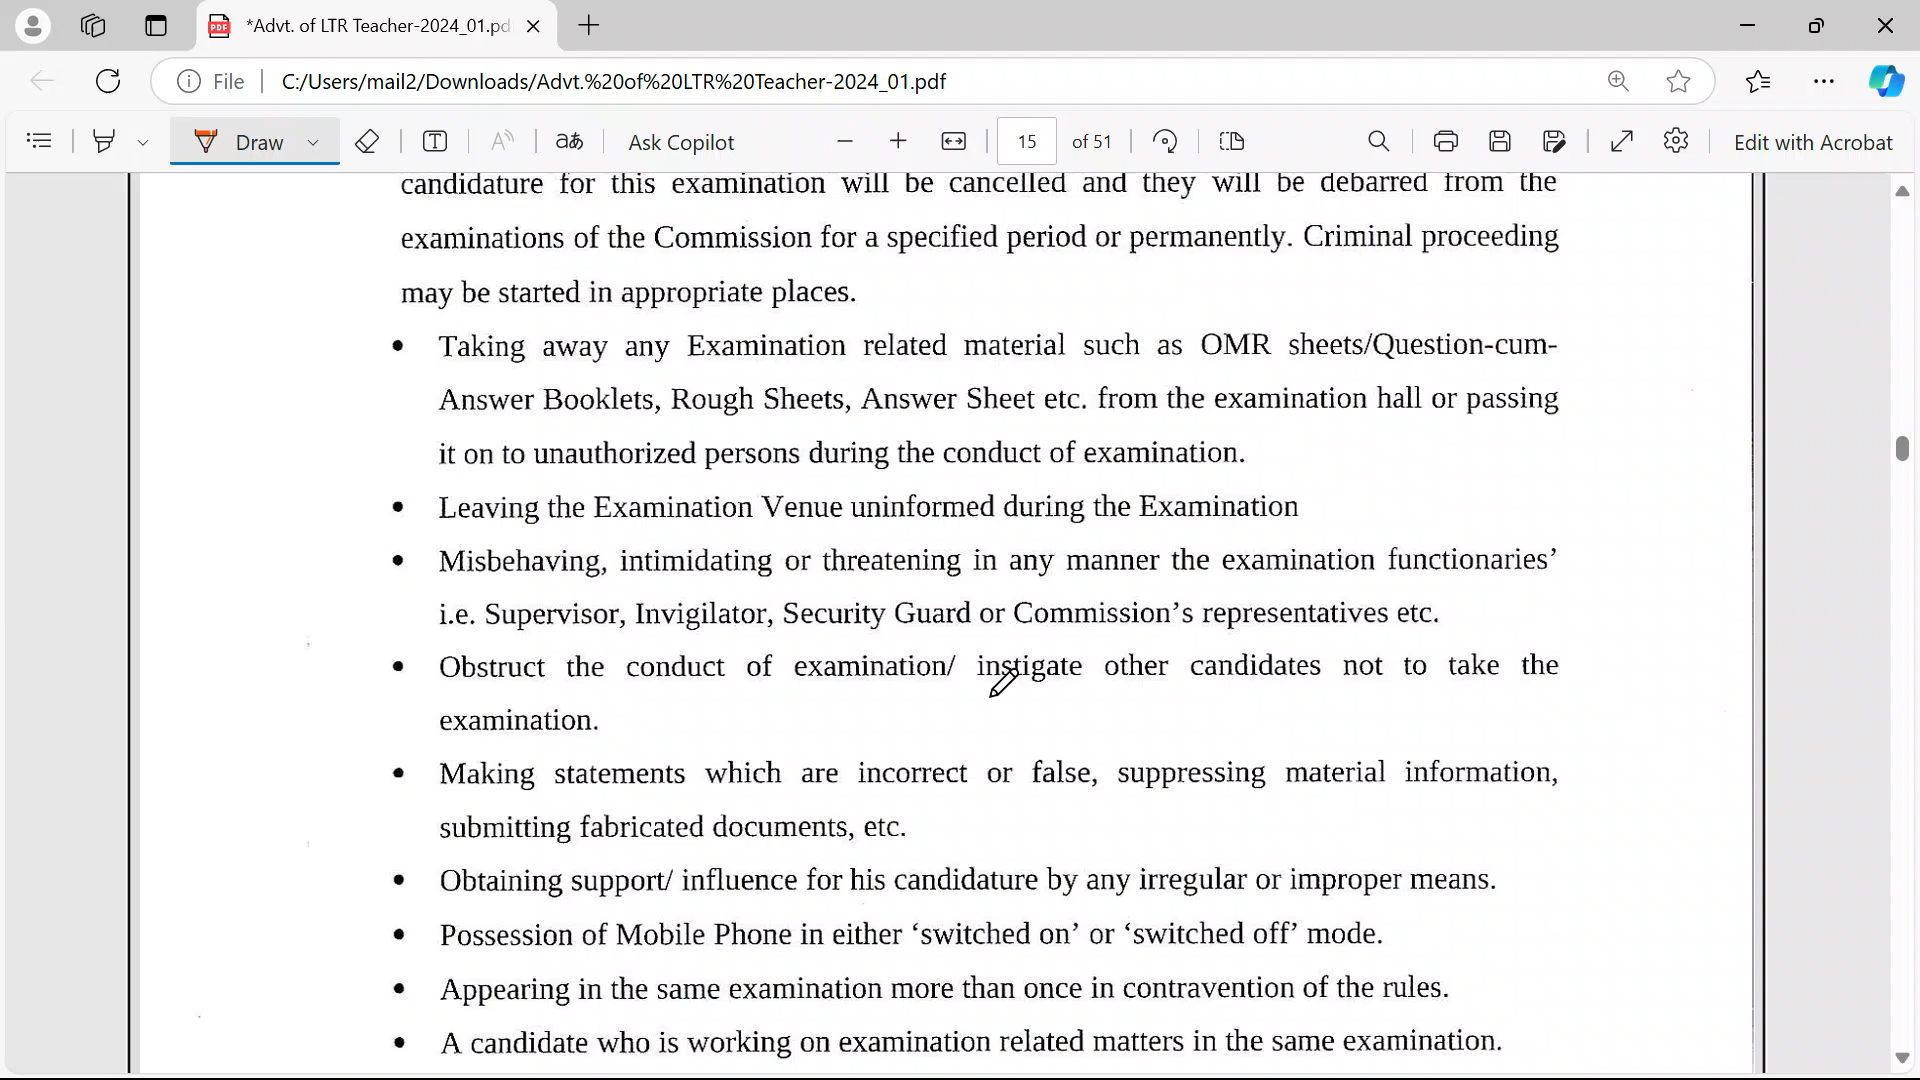 *Advt. of LTR Teacher-2024_01.pd
File
C:/Users/mail2/Downloads/Advt.%20of%20LTR%20Teacher-2024_01.pdf
Draw
aあ
Ask Copilot
15 of 51
Edit with Acrobat
candidature for this examination will be cancelled and they will be debarred from the
examinations of the Commission for a specified period or permanently. Criminal proceeding
may be started in appropriate places.
• Taking away any Examination related material such as OMR sheets/Question-cum-
Answer Booklets, Rough Sheets, Answer Sheet etc. from the examination hall or passing
it on to unauthorized persons during the conduct of examination.
• Leaving the Examination Venue uninformed during the Examination
• Misbehaving, intimidating or threatening in any manner the examination functionaries’
i.e. Supervisor, Invigilator, Security Guard or Commission’s representatives etc.
• Obstruct the conduct of examination/ instigate other candidates not to take the
examination.
• Making statements which are incorrect or false, suppressing material information,
submitting fabricated documents, etc.
• Obtaining support/ influence for his candidature by any irregular or improper means.
• Possession of Mobile Phone in either ‘switched on’ or ‘switched off’ mode.
• Appearing in the same examination more than once in contravention of the rules.
• A candidate who is working on examination related matters in the same examination.